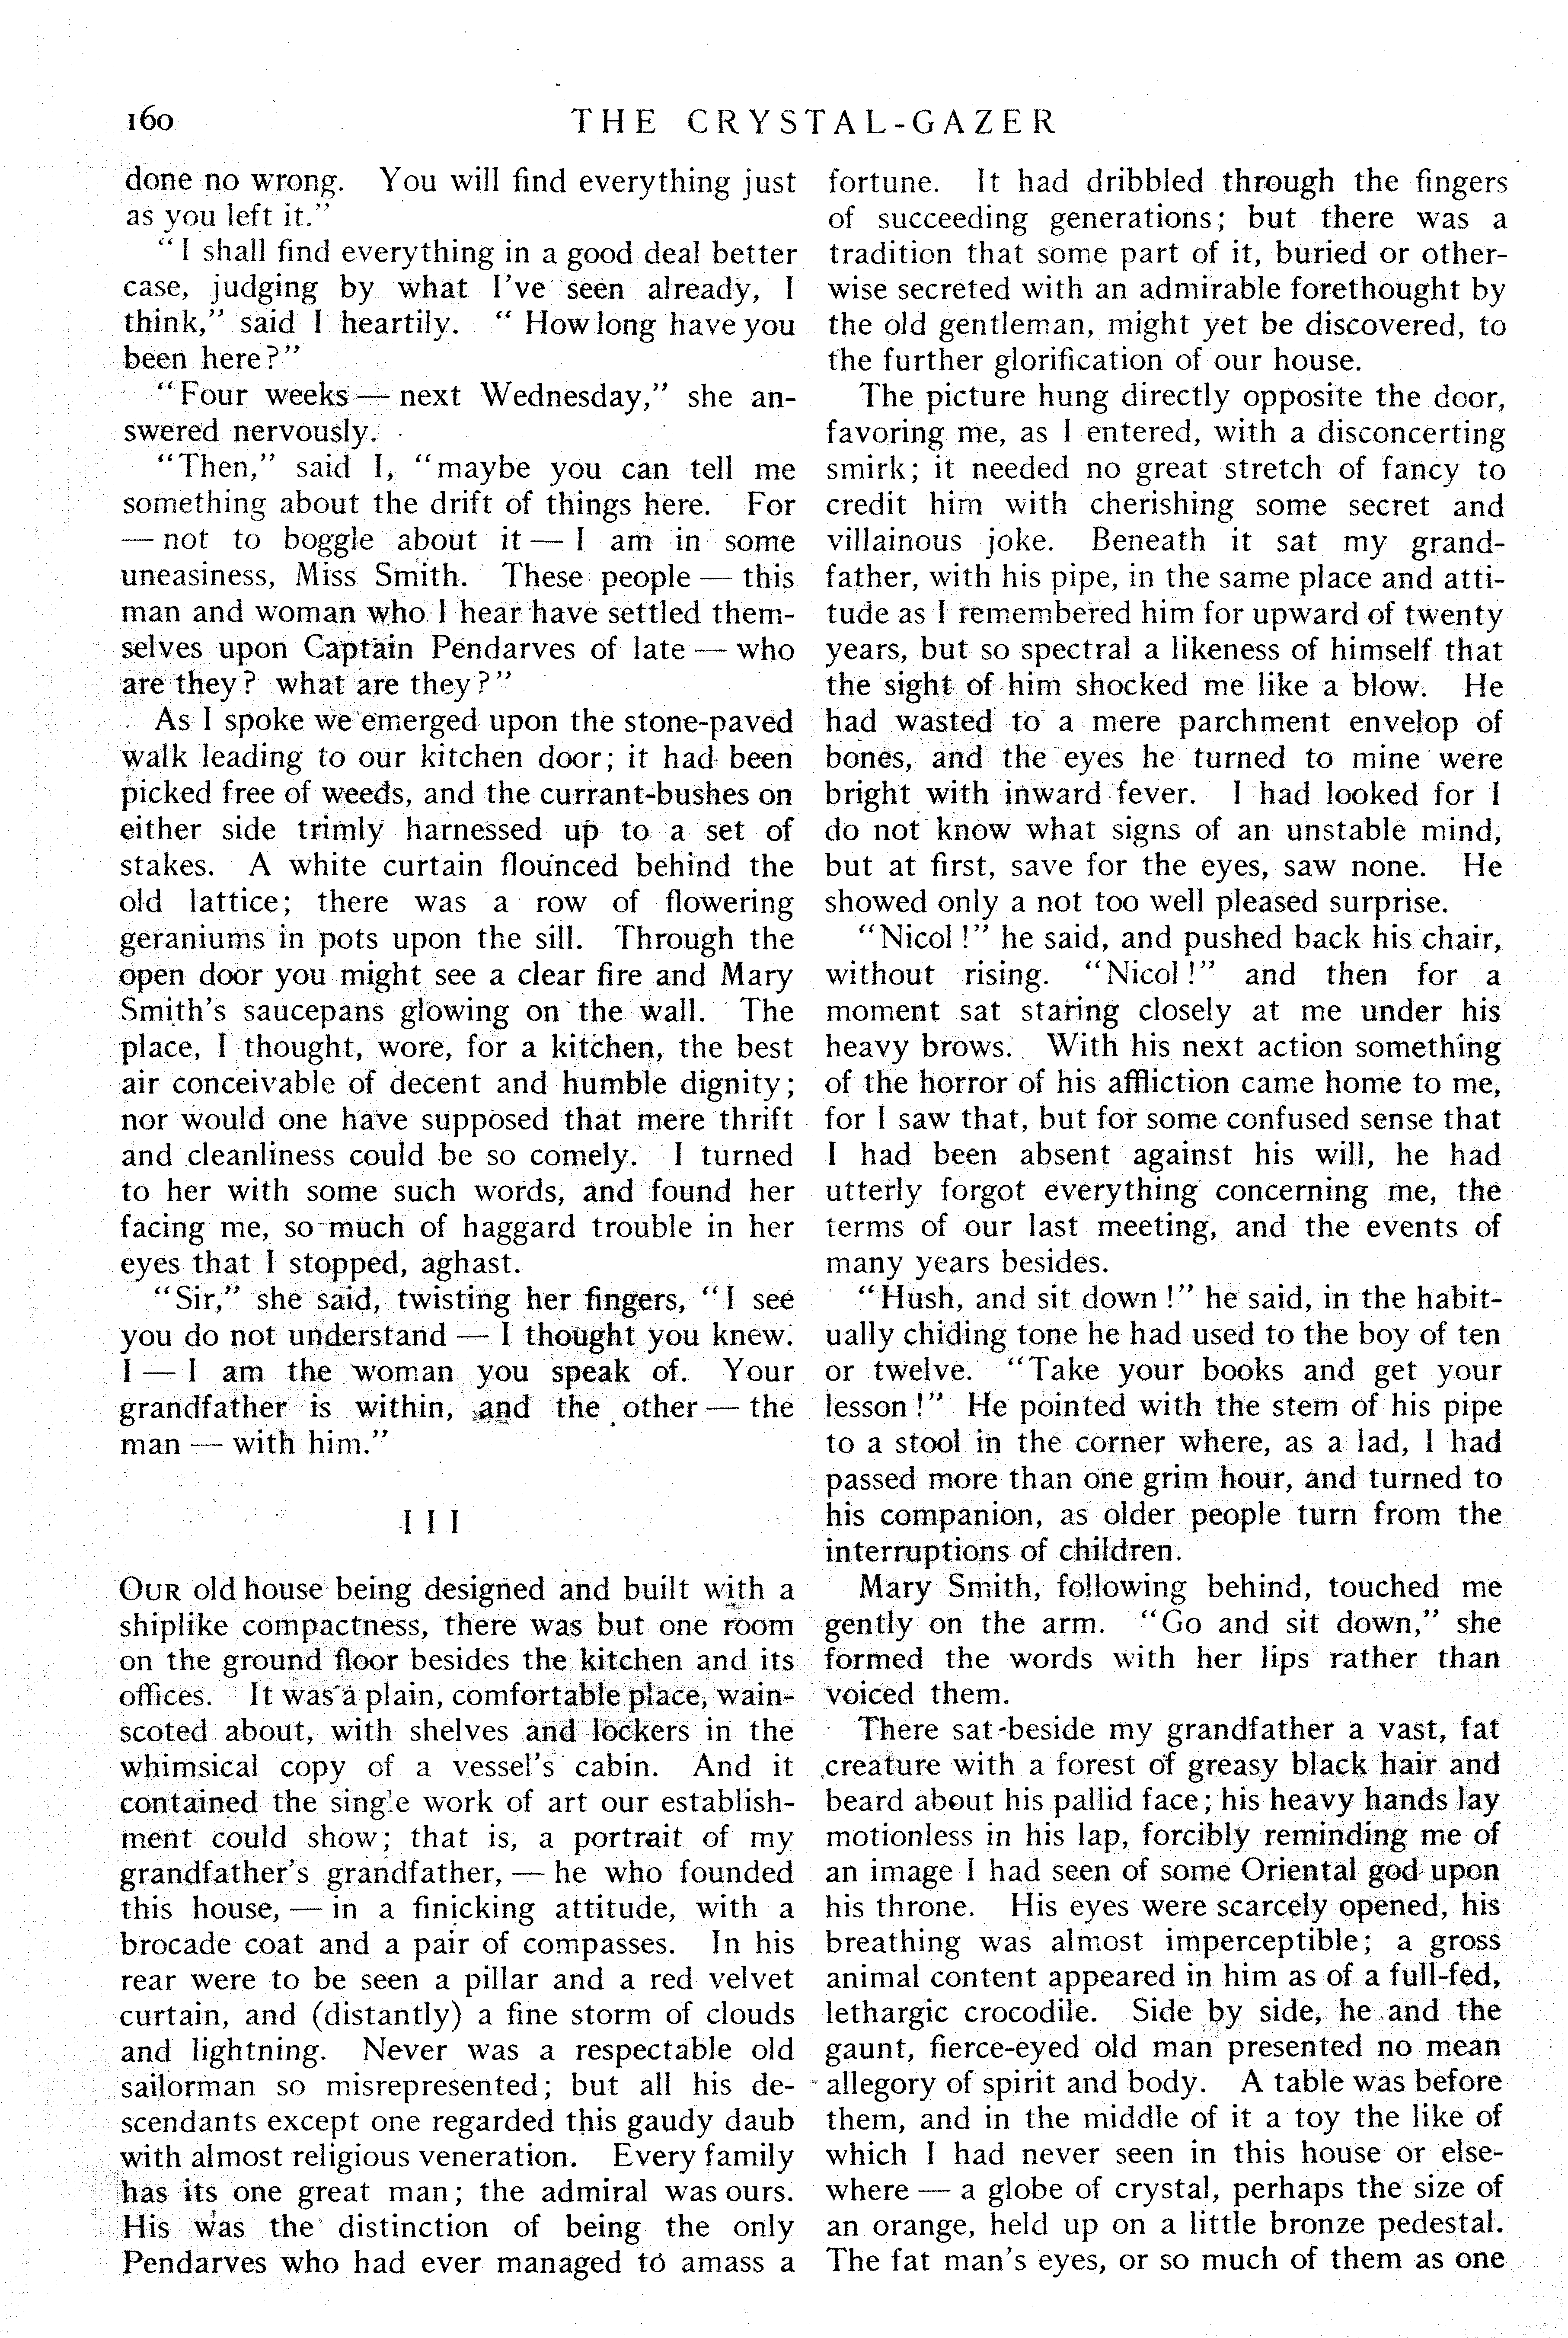 160
THE CRYSTAL-GAZER
done no wrong. You will find everything just
as you left it.”
“I shall find everything in a good deal better
case, judging by what I've seen already, I
think,” said I heartily. “How long have you
been here?”
“Four weeks — next Wednesday,” she an-
swered nervously.
“Then,” said I, “maybe you can tell me
something about the drift of things here. For
— not to boggle about it — I am in some
uneasiness, Miss Smith. These people — this
man and woman who I hear have settled them-
selves upon Captain Pendarves of late — who
are they? what are they?”
As I spoke we emerged upon the stone-paved
walk leading to our kitchen door; it had been
picked free of weeds, and the currant-bushes on
either side trimly harnessed up to a set of
stakes. A white curtain flounced behind the
old lattice; there was a row of flowering
geraniums in pots upon the sill. Through the
open door you might see a clear fire and Mary
Smith's saucepans glowing on the wall. The
place, I thought, wore, for a kitchen, the best
air conceivable of decent and humble dignity;
nor would one have supposed that mere thrift
and cleanliness could be so comely. I turned
to her with some such words, and found her
facing me, so much of haggard trouble in her
eyes that I stopped, aghast.
“Sir,” she said, twisting her fingers, “I see
you do not understand — I thought you knew.
I — I am the woman you speak of. Your
grandfather is within, and the other — the
man — with him.”
III
OUR old house being designed and built with a
shiplike compactness, there was but one room
on the ground floor besides the kitchen and its
offices. It was a plain, comfortable place, wain-
scoted about, with shelves and lockers in the
whimsical copy of a vessel's cabin. And it
contained the single work of art our establish-
ment could show; that is, a portrait of my
grandfather's grandfather, — he who founded
this house, — in a finicking attitude, with a
brocade coat and a pair of compasses. In his
rear were to be seen a pillar and a red velvet
curtain, and (distantly) a fine storm of clouds
and lightning. Never was a respectable old
sailorman so misrepresented; but all his de-
scendants except one regarded this gaudy daub
with almost religious veneration. Every family
has its one great man; the admiral was ours.
His was the distinction of being the only
Pendarves who had ever managed to amass a
fortune. It had dribbled through the fingers
of succeeding generations; but there was a
tradition that some part of it, buried or other-
wise secreted with an admirable forethought by
the old gentleman, might yet be discovered, to
the further glorification of our house.
The picture hung directly opposite the door,
favoring me, as I entered, with a disconcerting
smirk; it needed no great stretch of fancy to
credit him with cherishing some secret and
villainous joke. Beneath it sat my grand-
father, with his pipe, in the same place and atti-
tude as I remembered him for upward of twenty
years, but so spectral a likeness of himself that
the sight of him shocked me like a blow. He
had wasted to a mere parchment envelop of
bones, and the eyes he turned to mine were
bright with inward fever. I had looked for I
do not know what signs of an unstable mind,
but at first, save for the eyes, saw none. He
showed only a not too well pleased surprise.
“Nicol!” he said, and pushed back his chair,
without rising. “Nicol!” and then for a
moment sat staring closely at me under his
heavy brows. With his next action something
of the horror of his affliction came home to me,
for I saw that, but for some confused sense that
I had been absent against his will, he had
utterly forgot everything concerning me, the
terms of our last meeting, and the events of
many years besides.
“Hush, and sit down!” he said, in the habit-
ually chiding tone he had used to the boy of ten
or twelve. “Take your books and get your
lesson!” He pointed with the stem of his pipe
to a stool in the corner where, as a lad, I had
passed more than one grim hour, and turned to
his companion, as older people turn from the
interruptions of children.
Mary Smith, following behind, touched me
gently on the arm. “Go and sit down,” she
formed the words with her lips rather than
voiced them.
There sat beside my grandfather a vast, fat
creature with a forest of greasy black hair and
beard about his pallid face; his heavy hands lay
motionless in his lap, forcibly reminding me of
an image I had seen of some Oriental god upon
his throne. His eyes were scarcely opened, his
breathing was almost imperceptible; a gross
animal content appeared in him as of a full-fed,
lethargic crocodile. Side by side, he and the
gaunt, fierce-eyed old man presented no mean
allegory of spirit and body. A table was before
them, and in the middle of it a toy the like of
which I had never seen in this house or else-
where — a globe of crystal, perhaps the size of
an orange, held up on a little bronze pedestal.
The fat man's eyes, or so much of them as one